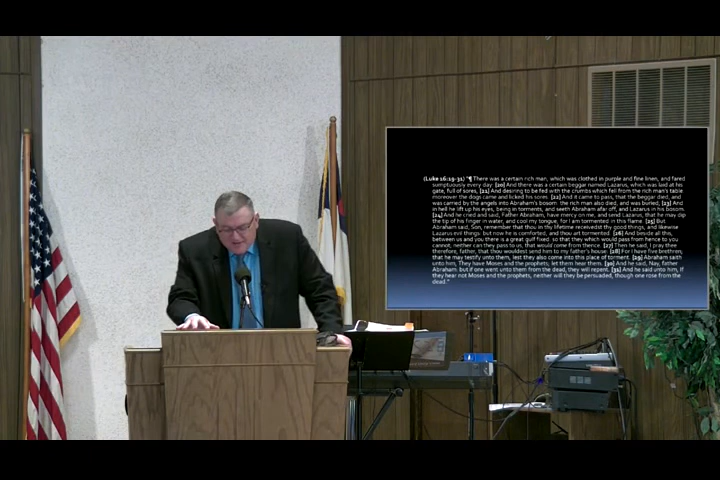 (Luke 16:19-31) "¶ There was a certain rich man, which was clothed in purple and fine linen, and fared
sumptuously every day: [20] And there was a certain beggar named Lazarus, which was laid at his
gate, full of sores, [21] And desiring to be fed with the crumbs which fell from the rich man's table:
moreover the dogs came and licked his sores. [22] And it came to pass, that the beggar died, and
was carried by the angels into Abraham's bosom: the rich man also died, and was buried; [23] And
in hell he lift up his eyes, being in torments, and seeth Abraham afar off, and Lazarus in his bosom.
[24] And he cried and said, Father Abraham, have mercy on me, and send Lazarus, that he may dip
the tip of his finger in water, and cool my tongue; for I am tormented in this flame. [25] But
Abraham said, Son, remember that thou in thy lifetime receivedst thy good things, and likewise
Lazarus evil things: but now he is comforted, and thou art tormented. [26] And beside all this,
between us and you there is a great gulf fixed: so that they which would pass from hence to you
cannot; neither can they pass to us, that would come from thence. [27] Then he said, I pray thee
therefore, father, that thou wouldest send him to my father's house: [28] For I have five brethren;
that he may testify unto them, lest they also come into this place of torment. [29] Abraham saith
unto him, They have Moses and the prophets; let them hear them. [30] And he said, Nay, father
Abraham: but if one went unto them from the dead, they will repent. [31] And he said unto him, If
they hear not Moses and the prophets, neither will they be persuaded, though one rose from the
dead."